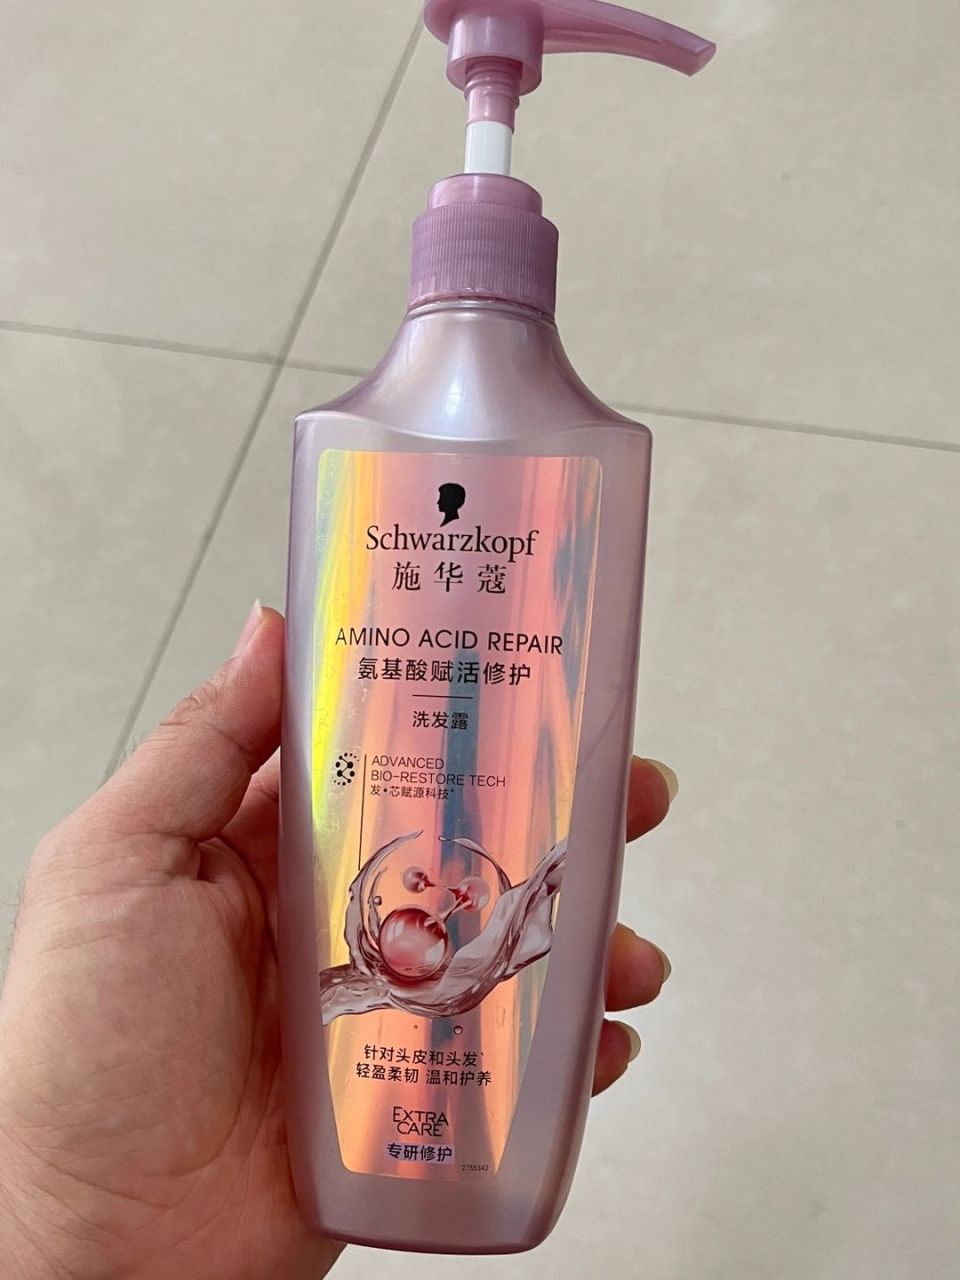 Schwarzkopf
施华蔻
AMINO ACID REPAIR
氨基酸赋活修护
洗发露
ADVANCED
BIO-RESTORE TECH
发•芯赋源科技*
针对头皮和头发`
轻盈柔韧 温和护养
EXTRA
CARE
专研修护
2755342